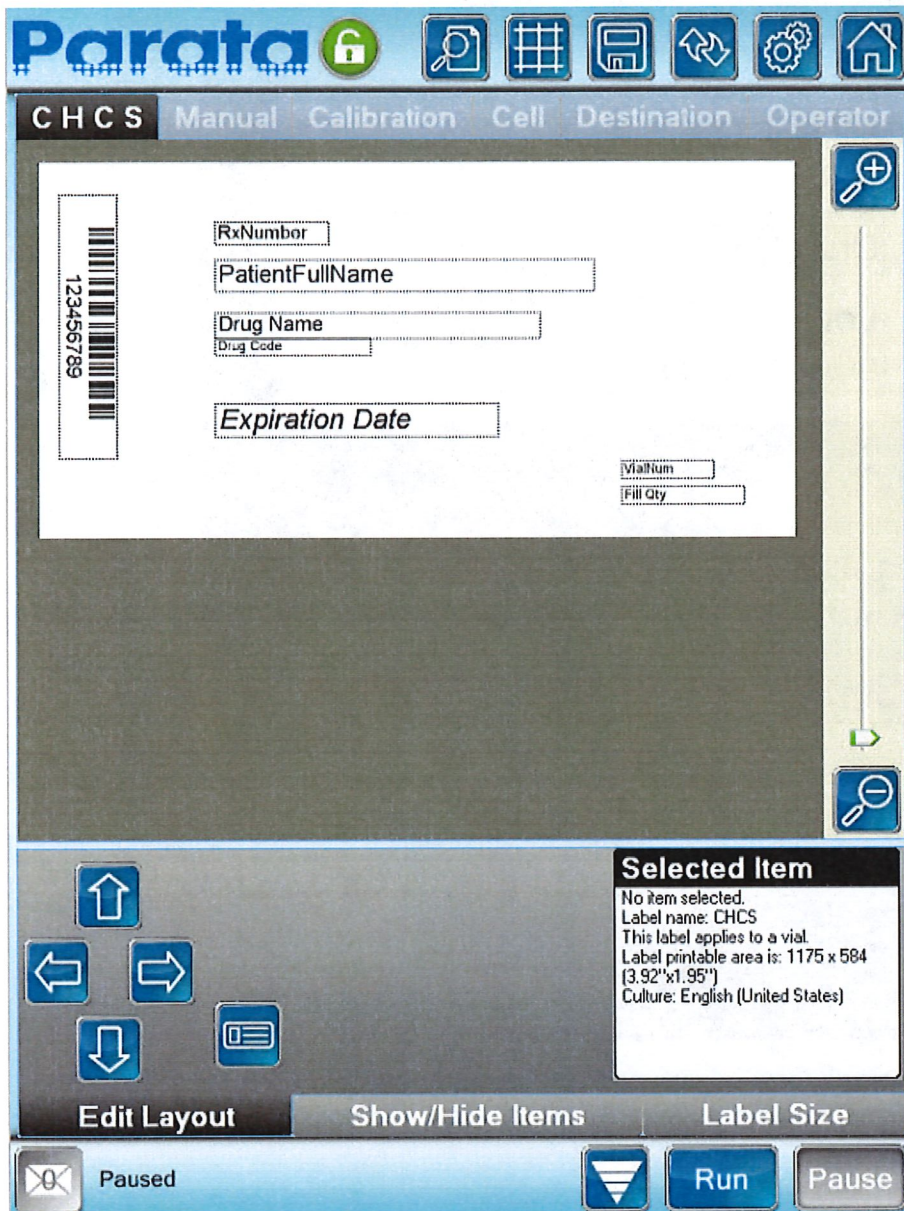 Parata
CHCS Manual Calibration Cell Destination Operator
123456789
RxNumber
PatientFullName
Drug Name
Drug Code
Expiration Date
VialNum
Fill Qty
Selected Item
No item selected.
Label name: CHCS
This label applies to a vial.
Label printable area is: 1175 x 584
(3.92"x1.95")
Culture: English (United States)
Edit Layout Show/Hide Items Label Size
0 Paused Run Pause